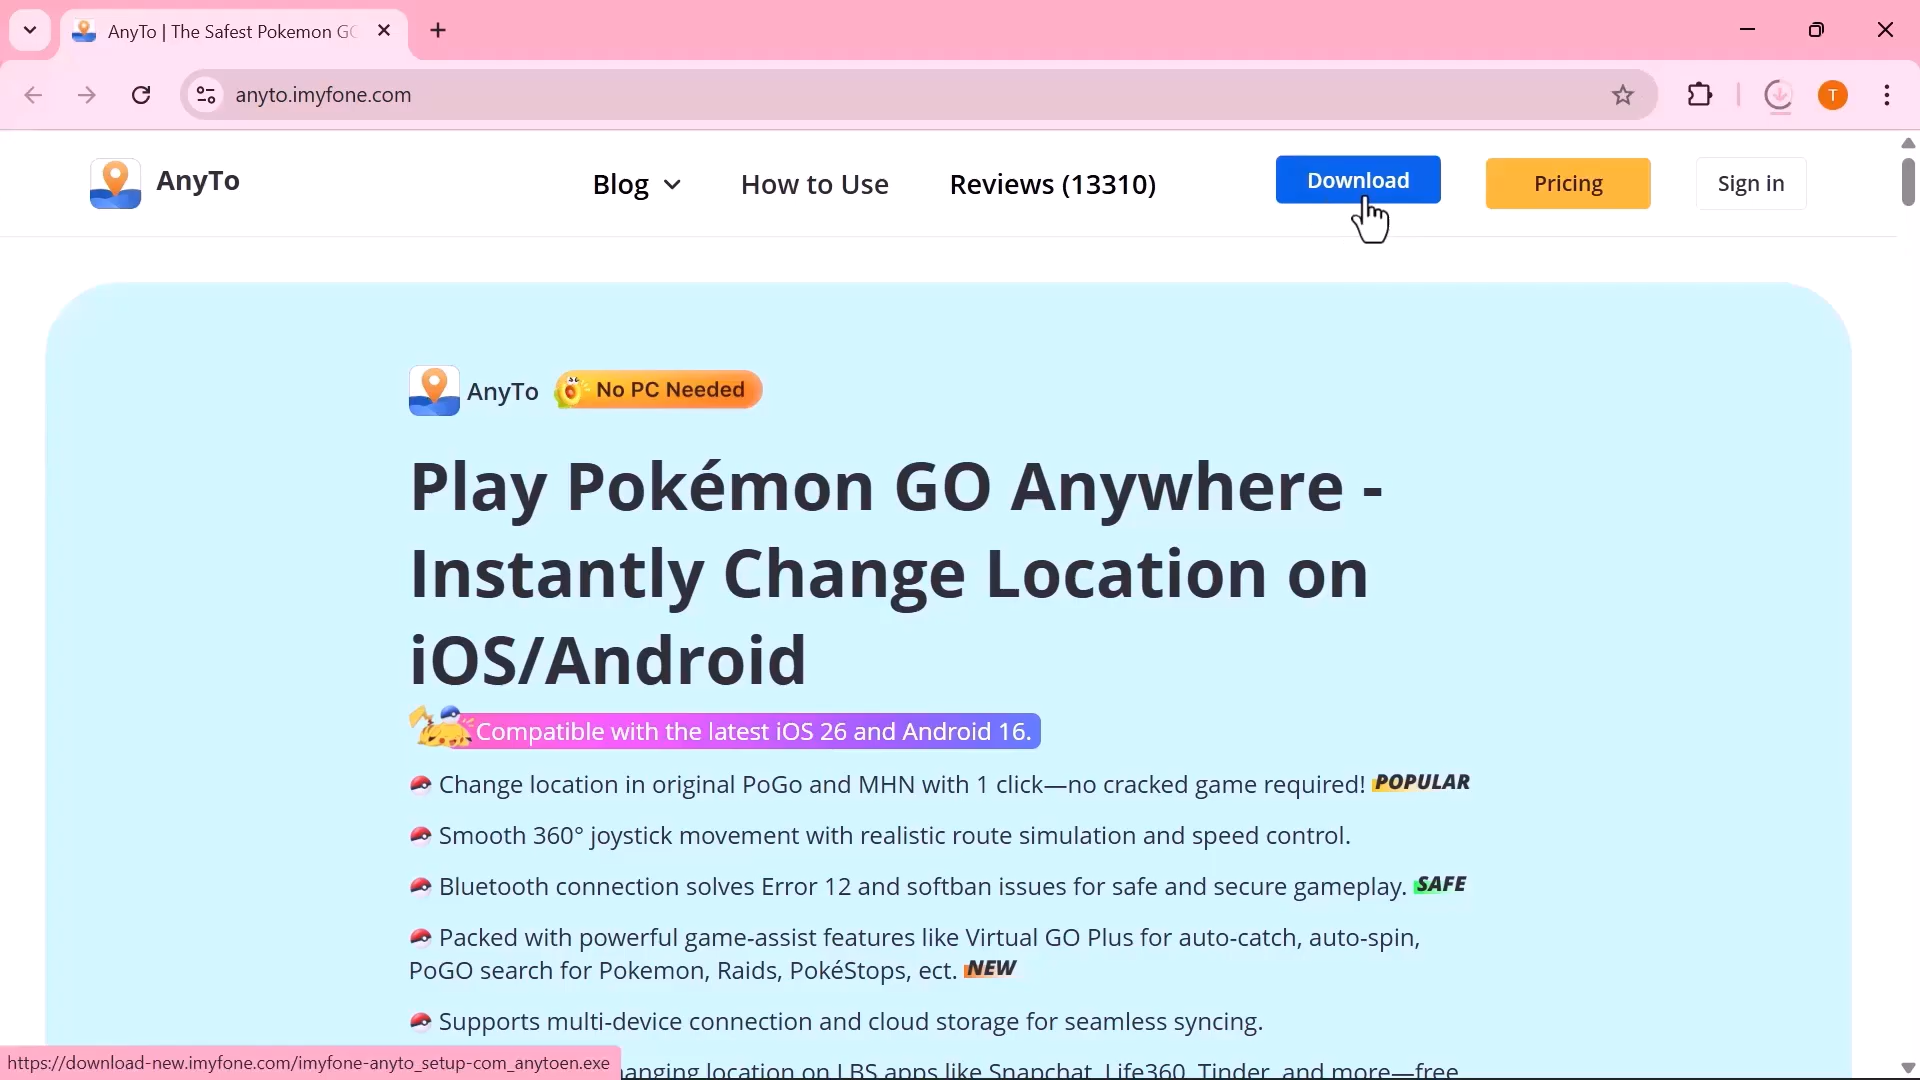 AnyTo | The Safest Pokemon GO
anyto.imyfone.com
T
AnyTo
Blog
How to Use
Reviews (13310)
Download
Pricing
Sign in
AnyTo
No PC Needed
Play Pokémon GO Anywhere -
Instantly Change Location on
iOS/Android
Compatible with the latest iOS 26 and Android 16.
Change location in original PoGo and MHN with 1 click—no cracked game required! POPULAR
Smooth 360° joystick movement with realistic route simulation and speed control.
Bluetooth connection solves Error 12 and softban issues for safe and secure gameplay. SAFE
Packed with powerful game-assist features like Virtual GO Plus for auto-catch, auto-spin,
PoGO search for Pokemon, Raids, PokéStops, ect. NEW
Supports multi-device connection and cloud storage for seamless syncing.
anging location on LBS apps like Snapchat, Life360, Tinder, and more—free
https://download-new.imyfone.com/imyfone-anyto_setup-com_anytoen.exe